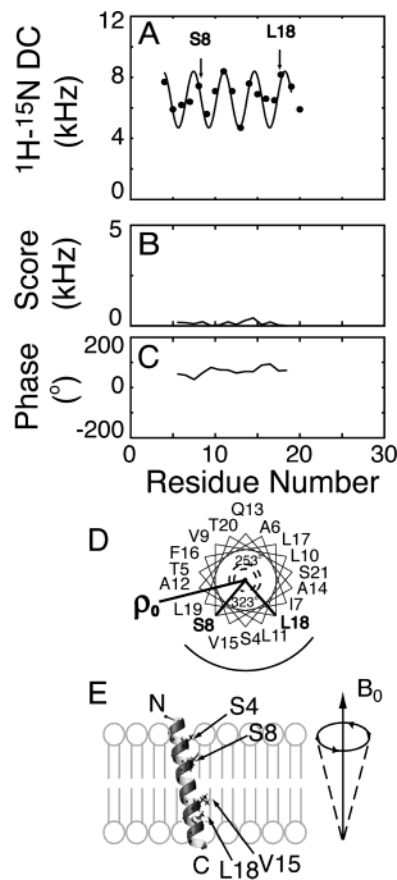 A
S8
L18
12
8
4
0
¹H-¹⁵N DC
(kHz)
B
5
0
Score
(kHz)
C
200
0
-200
Phase
(°)
0 10 20 30
Residue Number
D
Q13
T20 A6
V9 L17
F16 L10
T5 S21
A12 A14
L19 I7
S8 L18
V15 S4 L11
253°
323°
ρ₀
E
N
S4
S8
B₀
C
L18
V15